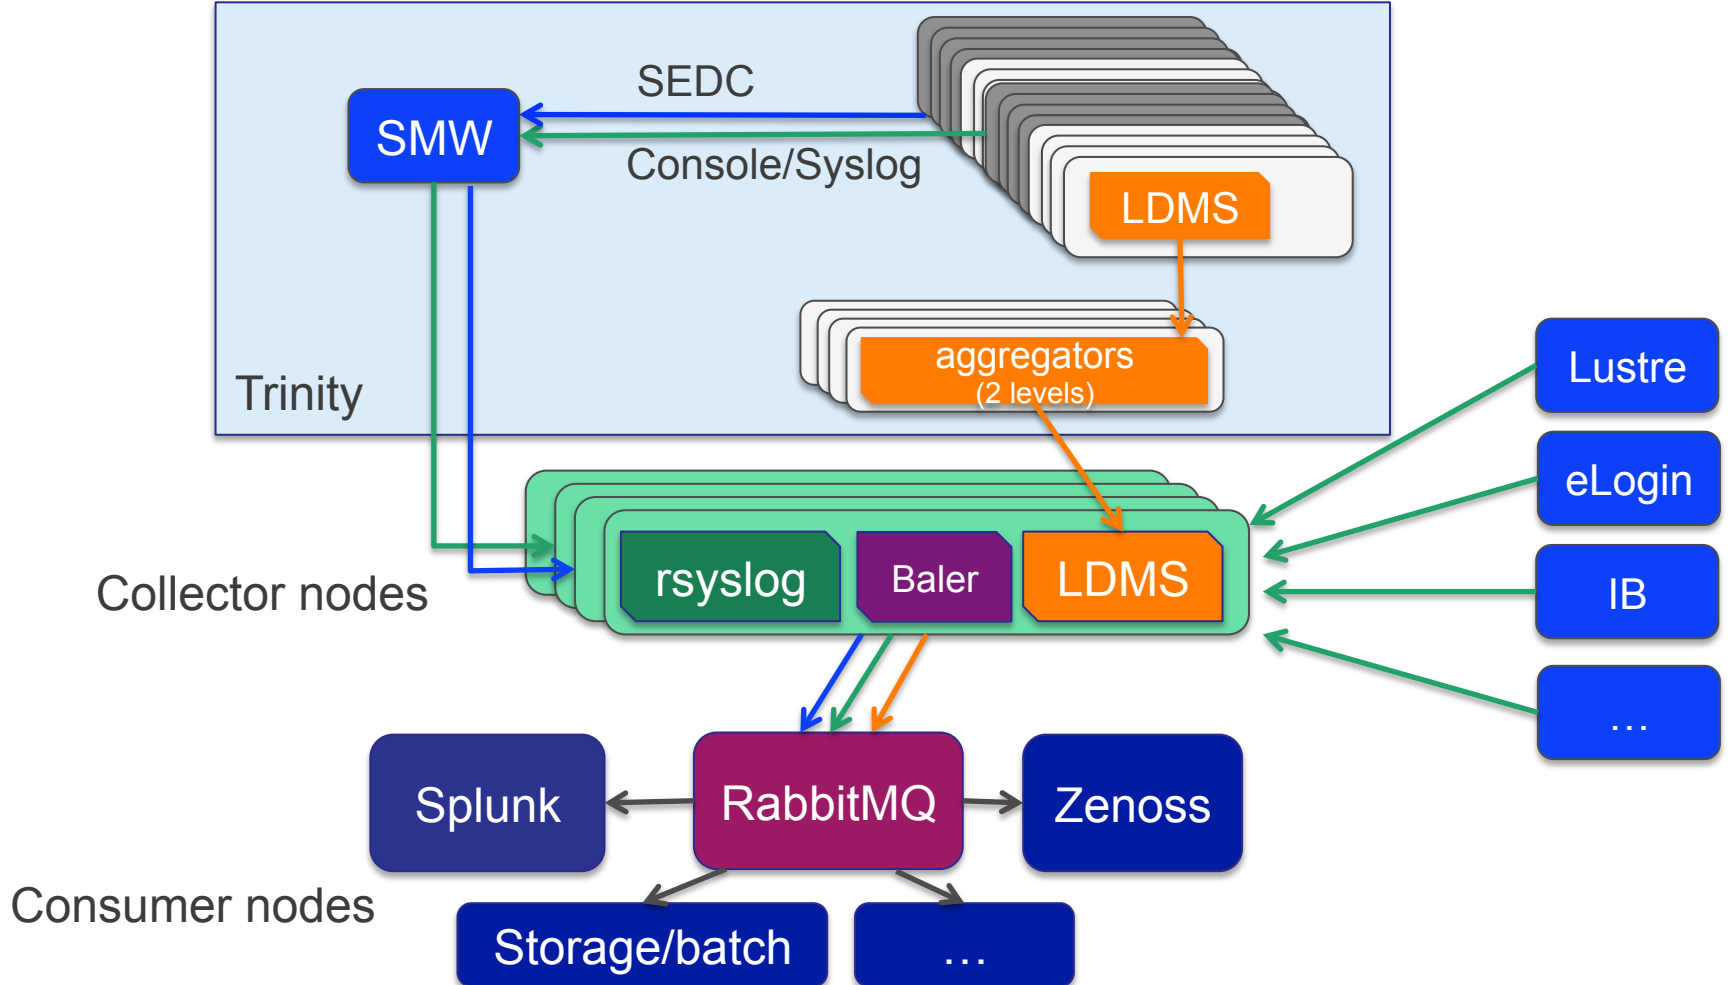 SEDC
SMW
Console/Syslog
LDMS
aggregators
(2 levels)
Trinity
Lustre
eLogin
rsyslog
Baler
LDMS
Collector nodes
IB
…
Splunk
RabbitMQ
Zenoss
Consumer nodes
Storage/batch
…